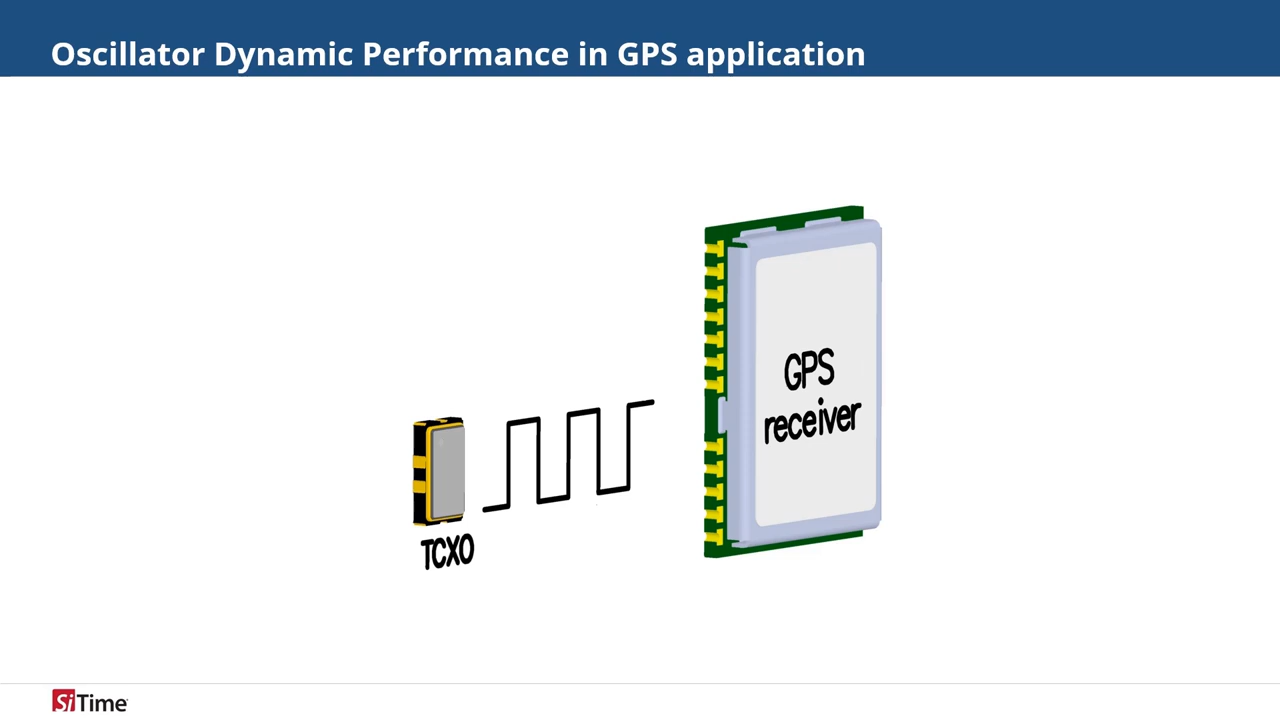 Oscillator Dynamic Performance in GPS application
GPS
receiver
TCXO
SiTime